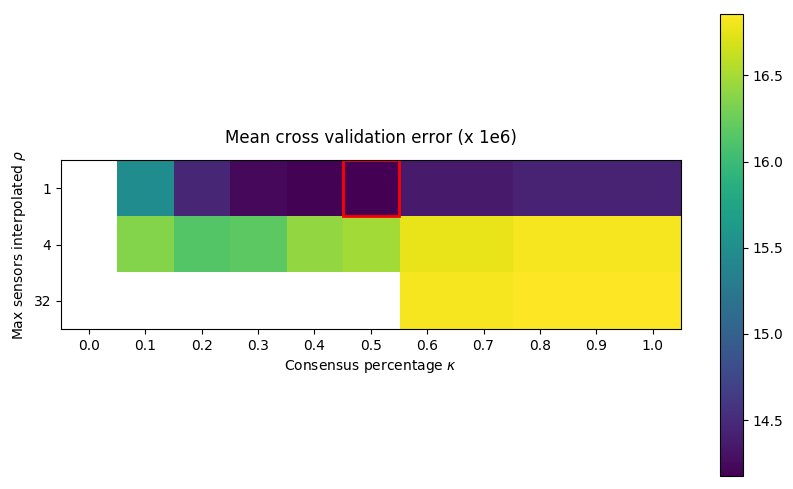 Mean cross validation error (x 1e6)
Max sensors interpolated ρ
1
4
32
0.0 0.1 0.2 0.3 0.4 0.5 0.6 0.7 0.8 0.9 1.0
Consensus percentage κ
16.5
16.0
15.5
15.0
14.5